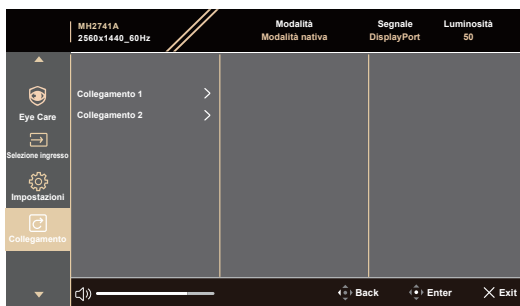 MH2741A
2560x1440_60Hz
Modalità
Modalità nativa
Segnale
DisplayPort
Luminosità
50
Eye Care
Selezione ingresso
Impostazioni
Collegamento
Collegamento 1
Collegamento 2
Back
Enter
Exit